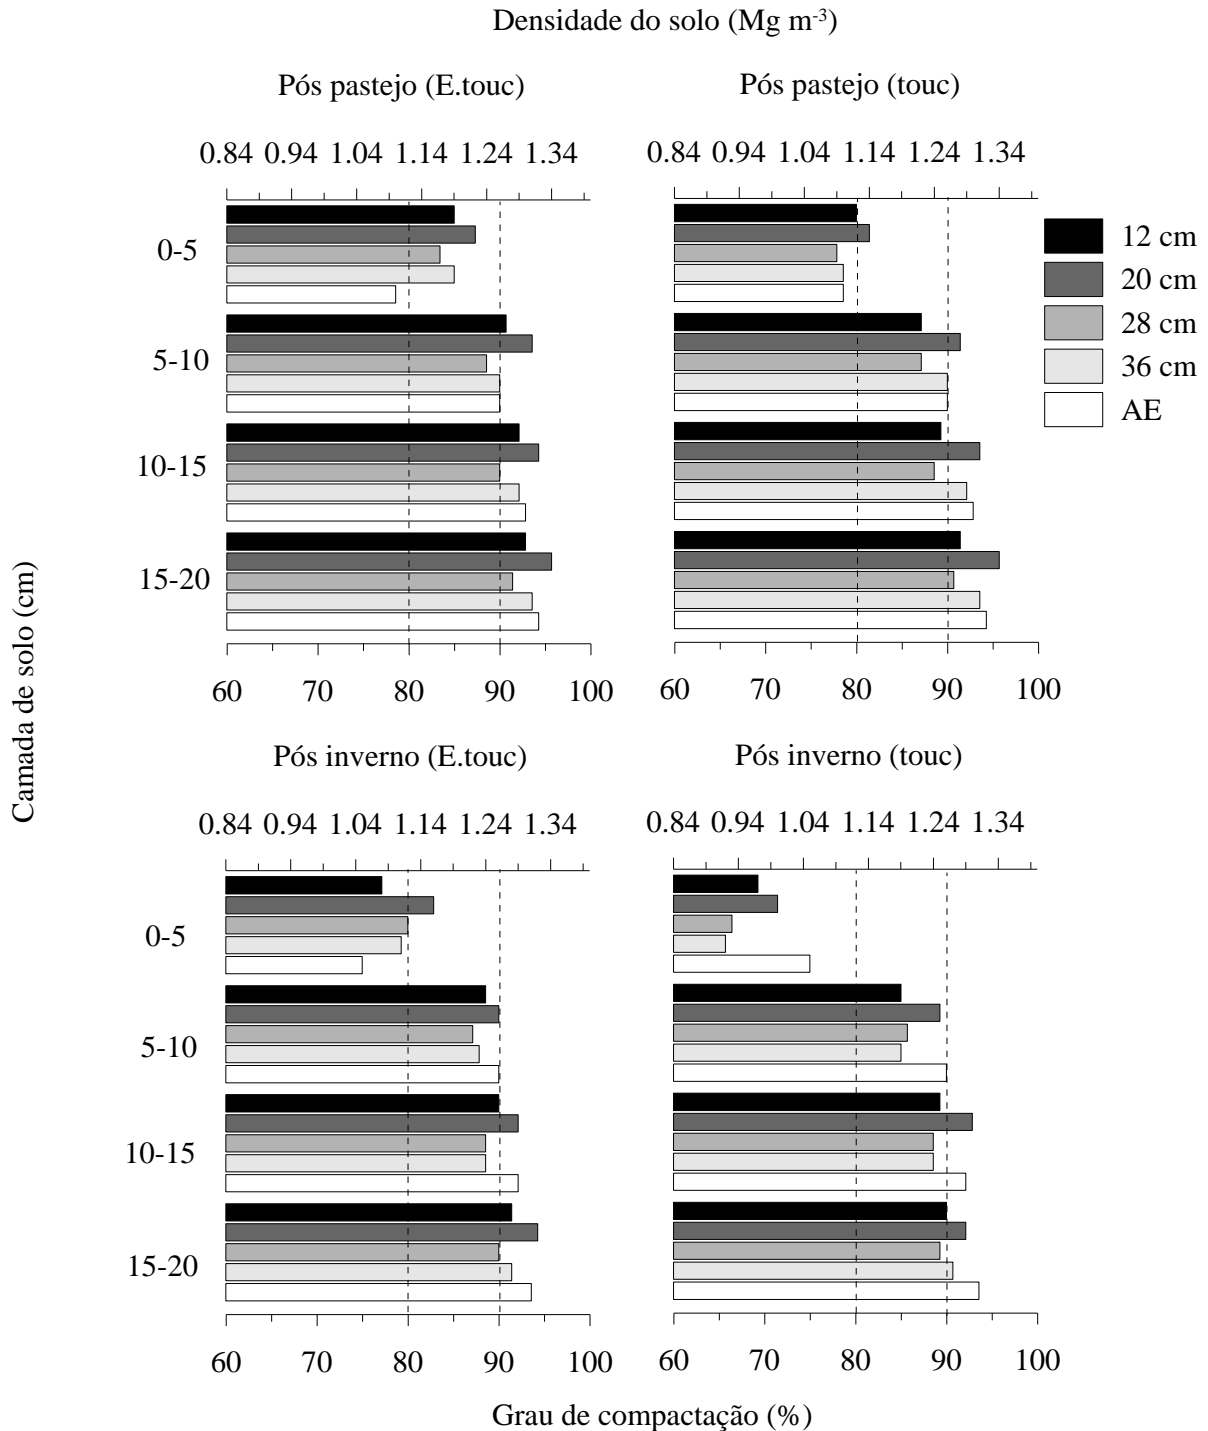 Densidade do solo (Mg m⁻³)
Pós pastejo (E.touc)
Pós pastejo (touc)
0.84 0.94 1.04 1.14 1.24 1.34
0.84 0.94 1.04 1.14 1.24 1.34
0-5
5-10
10-15
15-20
12 cm
20 cm
28 cm
36 cm
AE
60 70 80 90 100
60 70 80 90 100
Camada de solo (cm)
Pós inverno (E.touc)
Pós inverno (touc)
0.84 0.94 1.04 1.14 1.24 1.34
0.84 0.94 1.04 1.14 1.24 1.34
0-5
5-10
10-15
15-20
60 70 80 90 100
60 70 80 90 100
Grau de compactação (%)